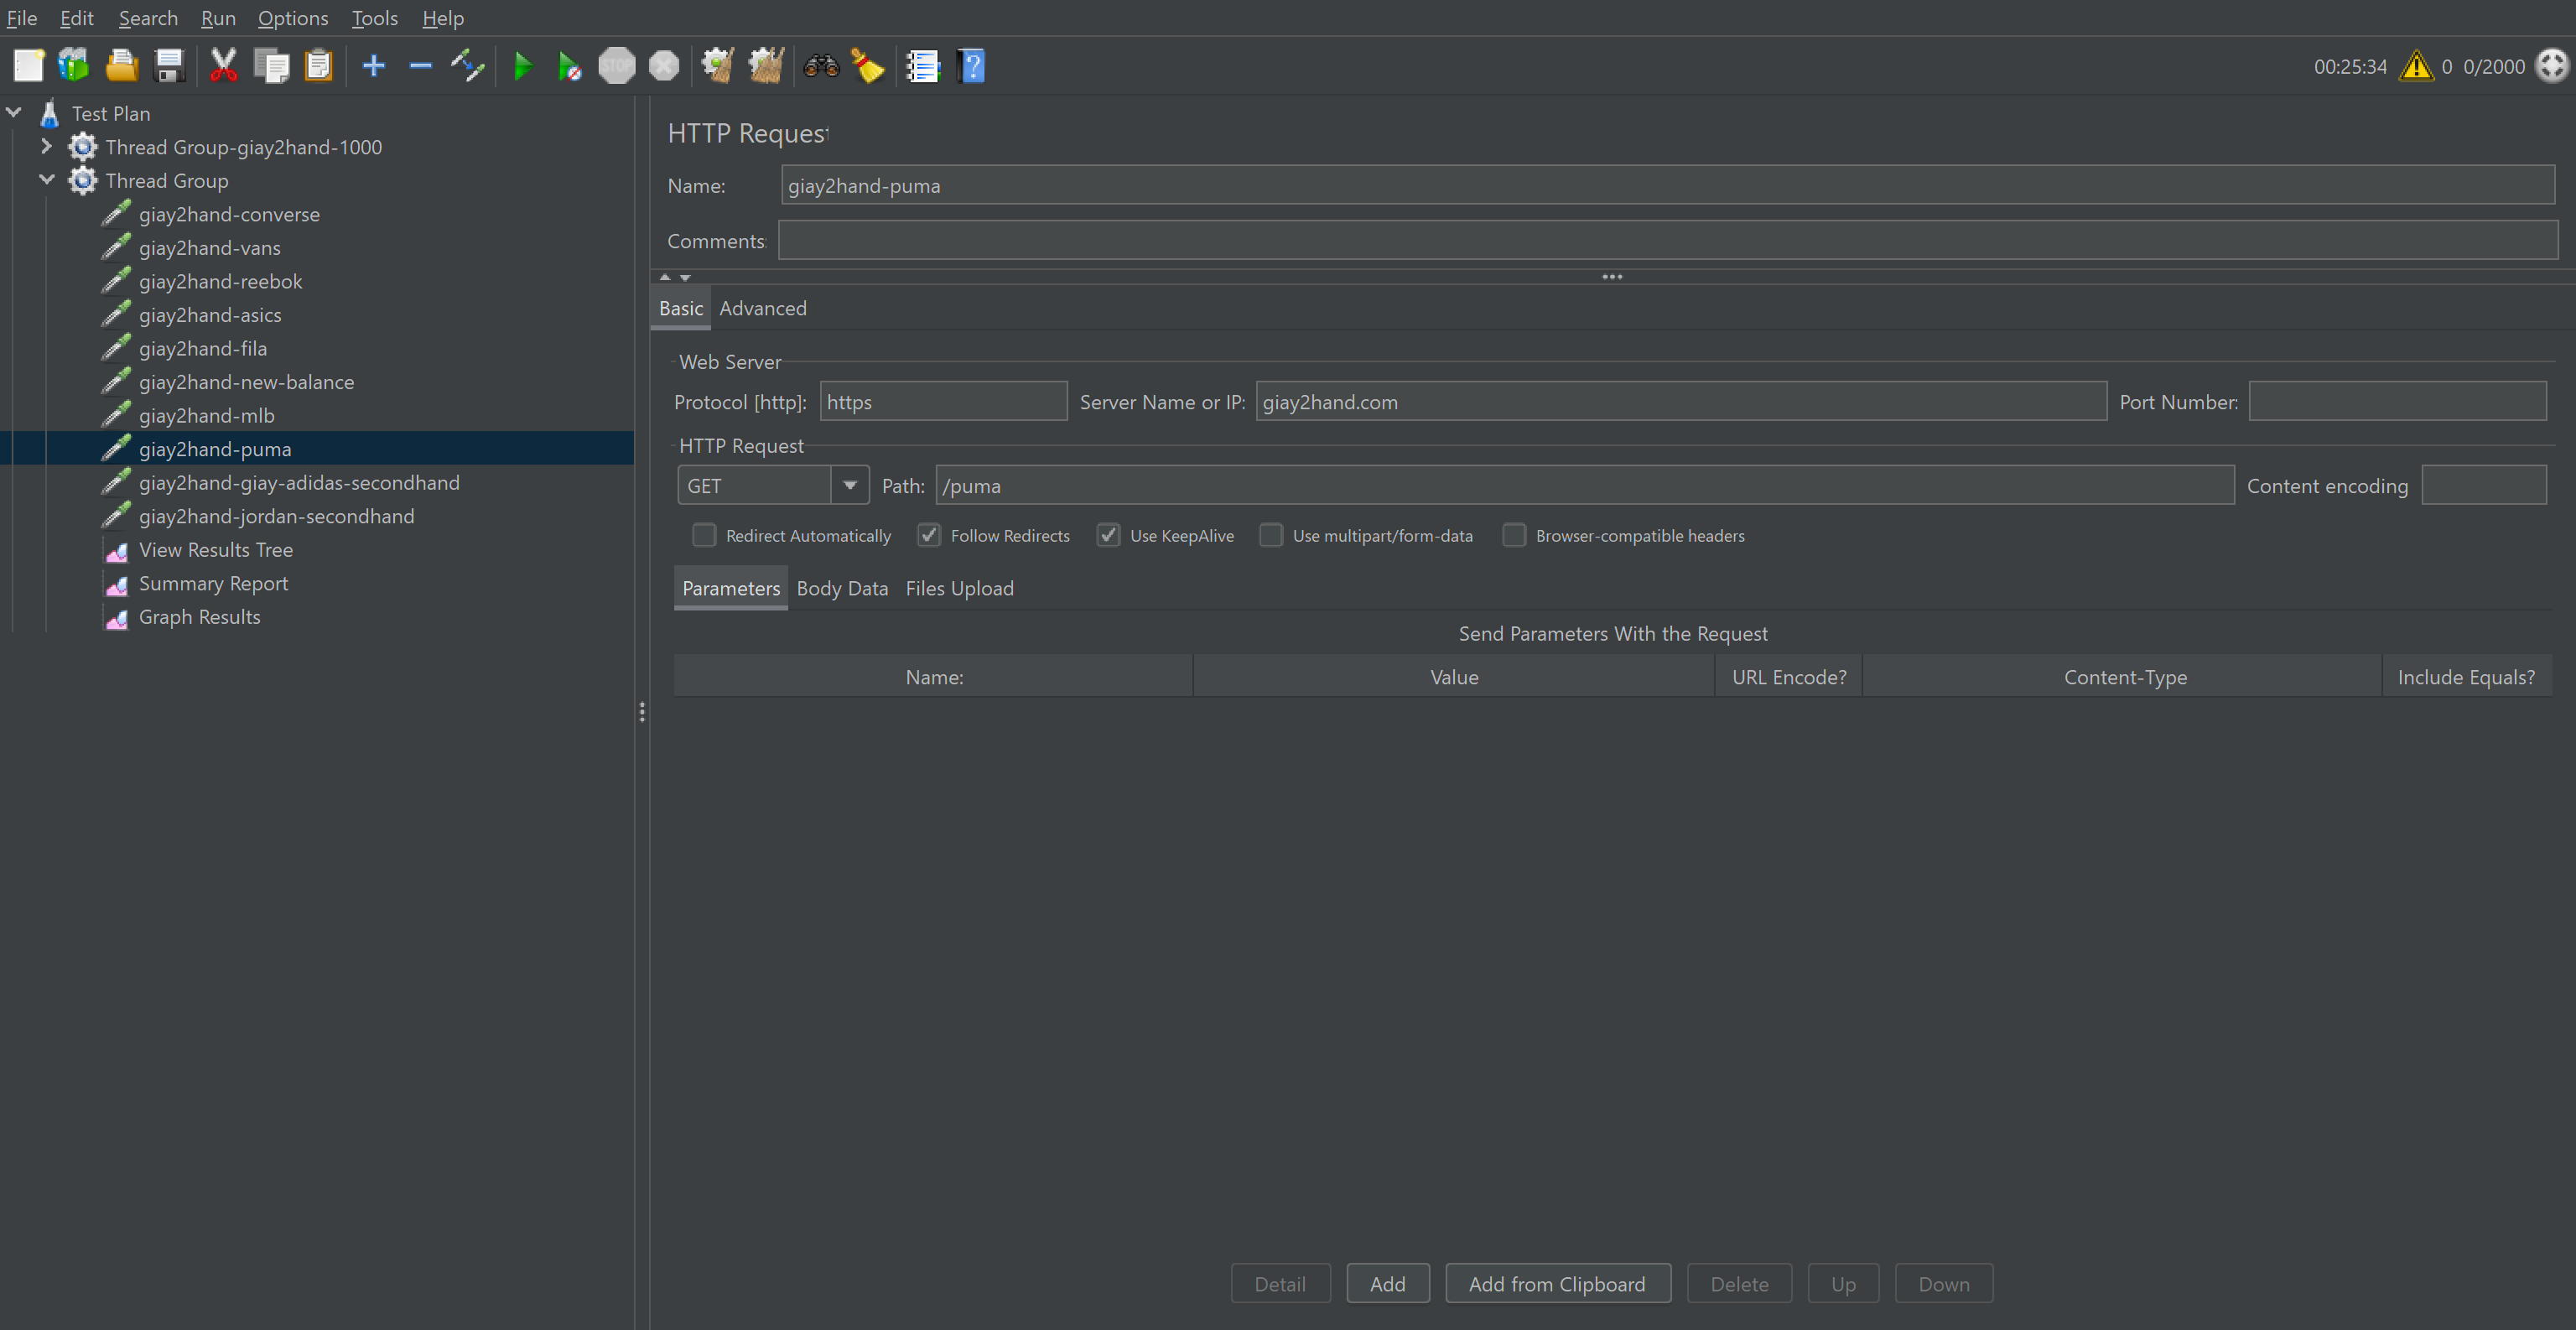 File Edit Search Run Options Tools Help
STOP
00:25:34 0 0/2000
Test Plan
Thread Group-giay2hand-1000
Thread Group
giay2hand-converse
giay2hand-vans
giay2hand-reebok
giay2hand-asics
giay2hand-fila
giay2hand-new-balance
giay2hand-mlb
giay2hand-puma
giay2hand-giay-adidas-secondhand
giay2hand-jordan-secondhand
View Results Tree
Summary Report
Graph Results
HTTP Request
Name: giay2hand-puma
Comments:
Basic Advanced
Web Server
Protocol [http]: https Server Name or IP: giay2hand.com Port Number:
HTTP Request
GET Path: /puma Content encoding
Redirect Automatically Follow Redirects Use KeepAlive Use multipart/form-data Browser-compatible headers
Parameters Body Data Files Upload
Send Parameters With the Request
Name: Value URL Encode? Content-Type Include Equals?
Detail Add Add from Clipboard Delete Up Down